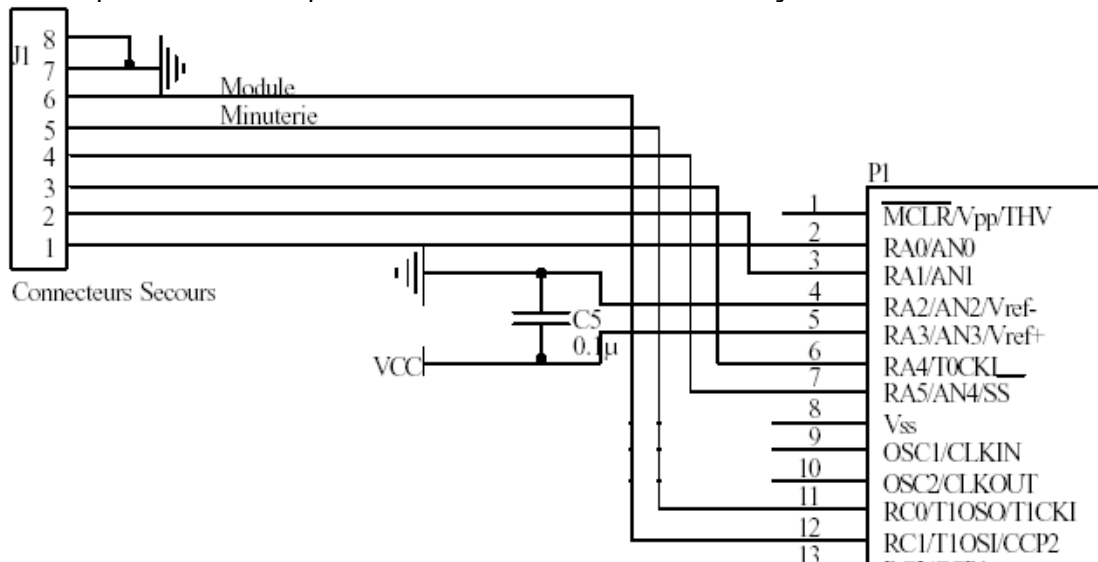 J1
8
7
6
5
4
3
2
1
Module
Minuterie
Connecteurs Secours
C5
0.1µ
VCC
P1
1 MCLR/Vpp/THV
2 RA0/AN0
3 RA1/AN1
4 RA2/AN2/Vref-
5 RA3/AN3/Vref+
6 RA4/T0CKI
7 RA5/AN4/SS
8 Vss
9 OSC1/CLKIN
10 OSC2/CLKOUT
11 RC0/T1OSO/T1CKI
12 RC1/T1OSI/CCP2
13